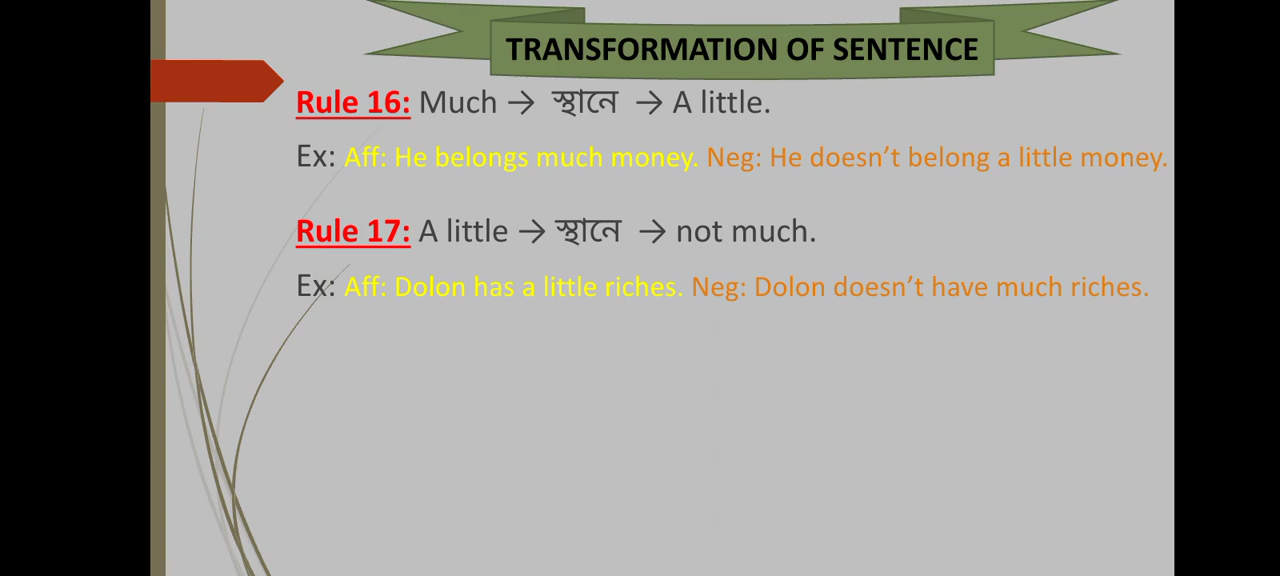 TRANSFORMATION OF SENTENCE
Rule 16: Much → স্থানে → A little.
Ex: Aff: He belongs much money. Neg: He doesn’t belong a little money.
Rule 17: A little → স্থানে → not much.
Ex: Aff: Dolon has a little riches. Neg: Dolon doesn’t have much riches.